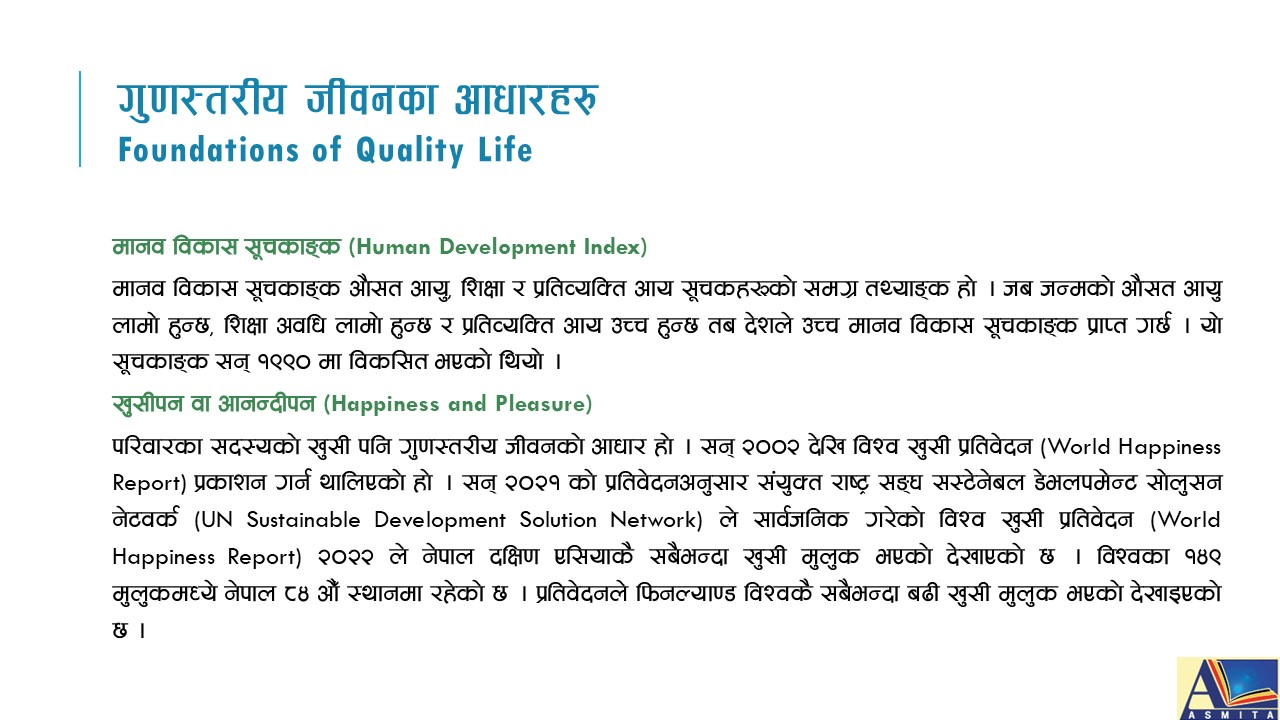 गुणस्तरीय जीवनका आधारहरु
Foundations of Quality Life
मानव विकास सूचकाङ्क (Human Development Index)
मानव विकास सूचकाङ्क औसत आयु, शिक्षा र प्रतिव्यक्ति आय सूचकहरुको समग्र तथ्याङ्क हो । जब जन्मको औसत आयु
लामो हुन्छ, शिक्षा अवधि लामो हुन्छ र प्रतिव्यक्ति आय उच्च हुन्छ तब देशले उच्च मानव विकास सूचकाङ्क प्राप्त गर्छ । यो
सूचकाङ्क सन् १९९० मा विकसित भएको थियो ।
खुसीपन वा आनन्दीपन (Happiness and Pleasure)
परिवारका सदस्यको खुसी पनि गुणस्तरीय जीवनको आधार हो । सन् २००२ देखि विश्व खुसी प्रतिवेदन (World Happiness
Report) प्रकाशन गर्न थालिएको हो । सन् २०२१ को प्रतिवेदनअनुसार संयुक्त राष्ट्र सङ्घ सस्टेनेबल डेभलपमेन्ट सोलुसन
नेटवर्क (UN Sustainable Development Solution Network) ले सार्वजनिक गरेको विश्व खुसी प्रतिवेदन (World
Happiness Report) २०२२ ले नेपाल दक्षिण एसियाकै सबैभन्दा खुसी मुलुक भएको देखाएको छ । विश्वका १४९
मुलुकमध्ये नेपाल ८४ औँ स्थानमा रहेको छ । प्रतिवेदनले फिनल्याण्ड विश्वकै सबैभन्दा बढी खुसी मुलुक भएको देखाइएको
छ ।
ASMITA